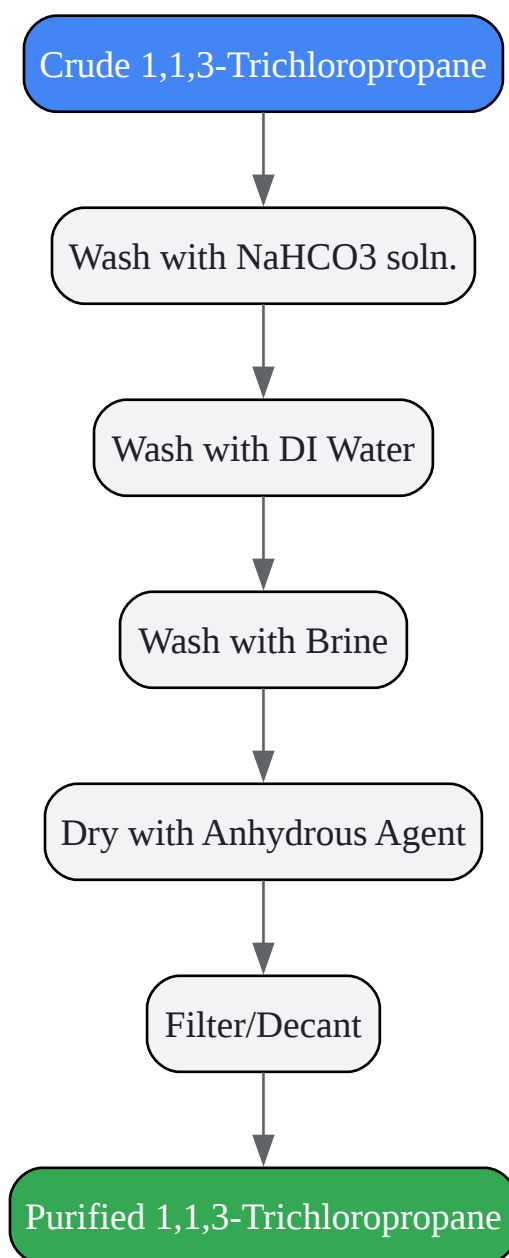 Crude 1,1,3-Trichloropropane
Wash with NaHCO3 soln.
Wash with DI Water
Wash with Brine
Dry with Anhydrous Agent
Filter/Decant
Purified 1,1,3-Trichloropropane